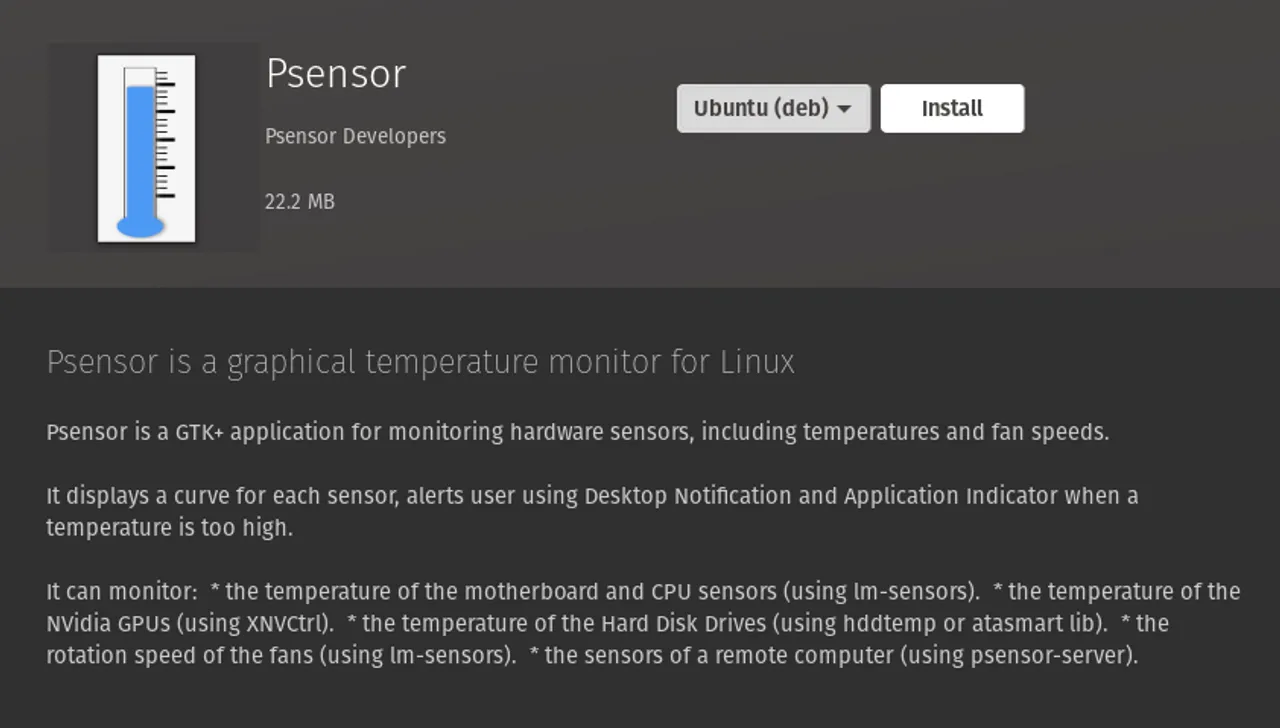 Psensor
Psensor Developers
22.2 MB
Ubuntu (deb)
Install
Psensor is a graphical temperature monitor for Linux
Psensor is a GTK+ application for monitoring hardware sensors, including temperatures and fan speeds.
It displays a curve for each sensor, alerts user using Desktop Notification and Application Indicator when a
temperature is too high.
It can monitor:  * the temperature of the motherboard and CPU sensors (using lm-sensors).  * the temperature of the
NVidia GPUs (using XNVCtrl).  * the temperature of the Hard Disk Drives (using hddtemp or atasmart lib).  * the
rotation speed of the fans (using lm-sensors).  * the sensors of a remote computer (using psensor-server).